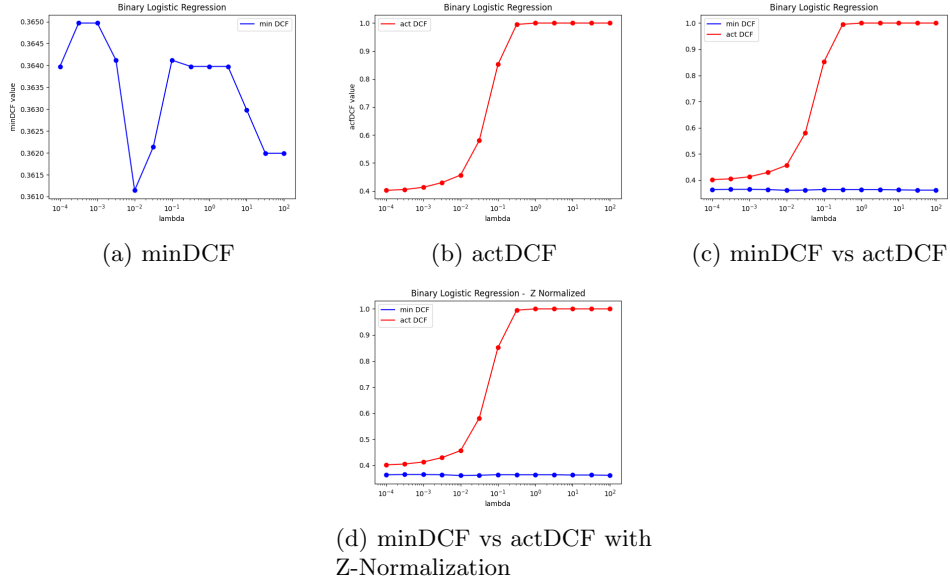 Binary Logistic Regression
min DCF
0.3650
0.3645
0.3640
0.3635
0.3630
0.3625
0.3620
0.3615
0.3610
minDCF value
10⁻⁴ 10⁻³ 10⁻² 10⁻¹ 10⁰ 10¹ 10²
lambda
(a) minDCF
Binary Logistic Regression
act DCF
1.0
0.9
0.8
0.7
0.6
0.5
0.4
actDCF value
10⁻⁴ 10⁻³ 10⁻² 10⁻¹ 10⁰ 10¹ 10²
lambda
(b) actDCF
Binary Logistic Regression
min DCF
act DCF
1.0
0.9
0.8
0.7
0.6
0.5
0.4
10⁻⁴ 10⁻³ 10⁻² 10⁻¹ 10⁰ 10¹ 10²
lambda
(c) minDCF vs actDCF
Binary Logistic Regression - Z Normalized
min DCF
act DCF
1.0
0.9
0.8
0.7
0.6
0.5
0.4
10⁻⁴ 10⁻³ 10⁻² 10⁻¹ 10⁰ 10¹ 10²
lambda
(d) minDCF vs actDCF with
Z-Normalization